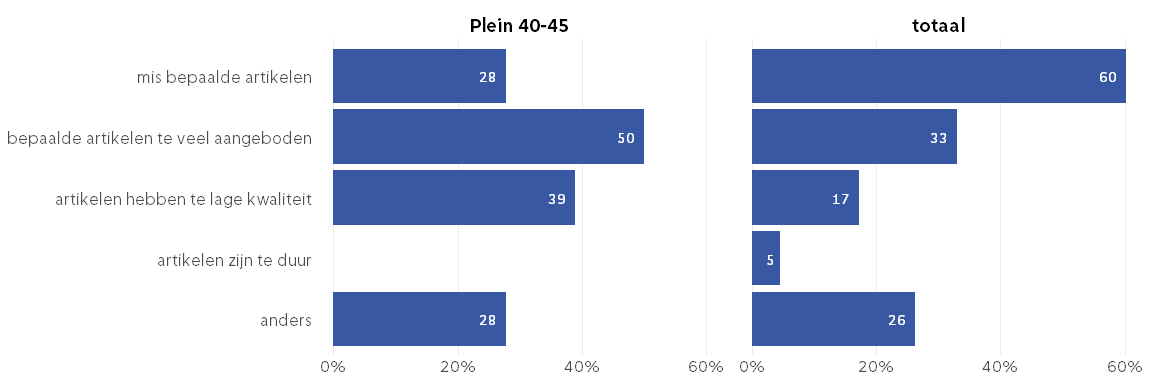 Plein 40-45 totaal
mis bepaalde artikelen 28 60
bepaalde artikelen te veel aangeboden 50 33
artikelen hebben te lage kwaliteit 39 17
artikelen zijn te duur 5
anders 28 26
0% 20% 40% 60% 0% 20% 40% 60%